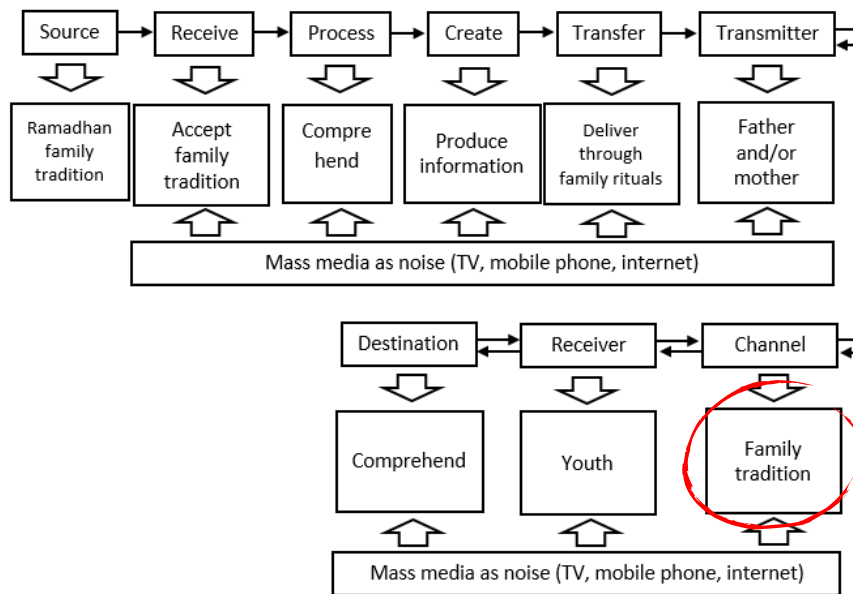 Source
Receive
Process
Create
Transfer
Transmitter
Ramadhan
family
tradition
Accept
family
tradition
Compre
hend
Produce
information
Deliver
through
family rituals
Father
and/or
mother
Mass media as noise (TV, mobile phone, internet)
Destination
Receiver
Channel
Comprehend
Youth
Family
tradition
Mass media as noise (TV, mobile phone, internet)